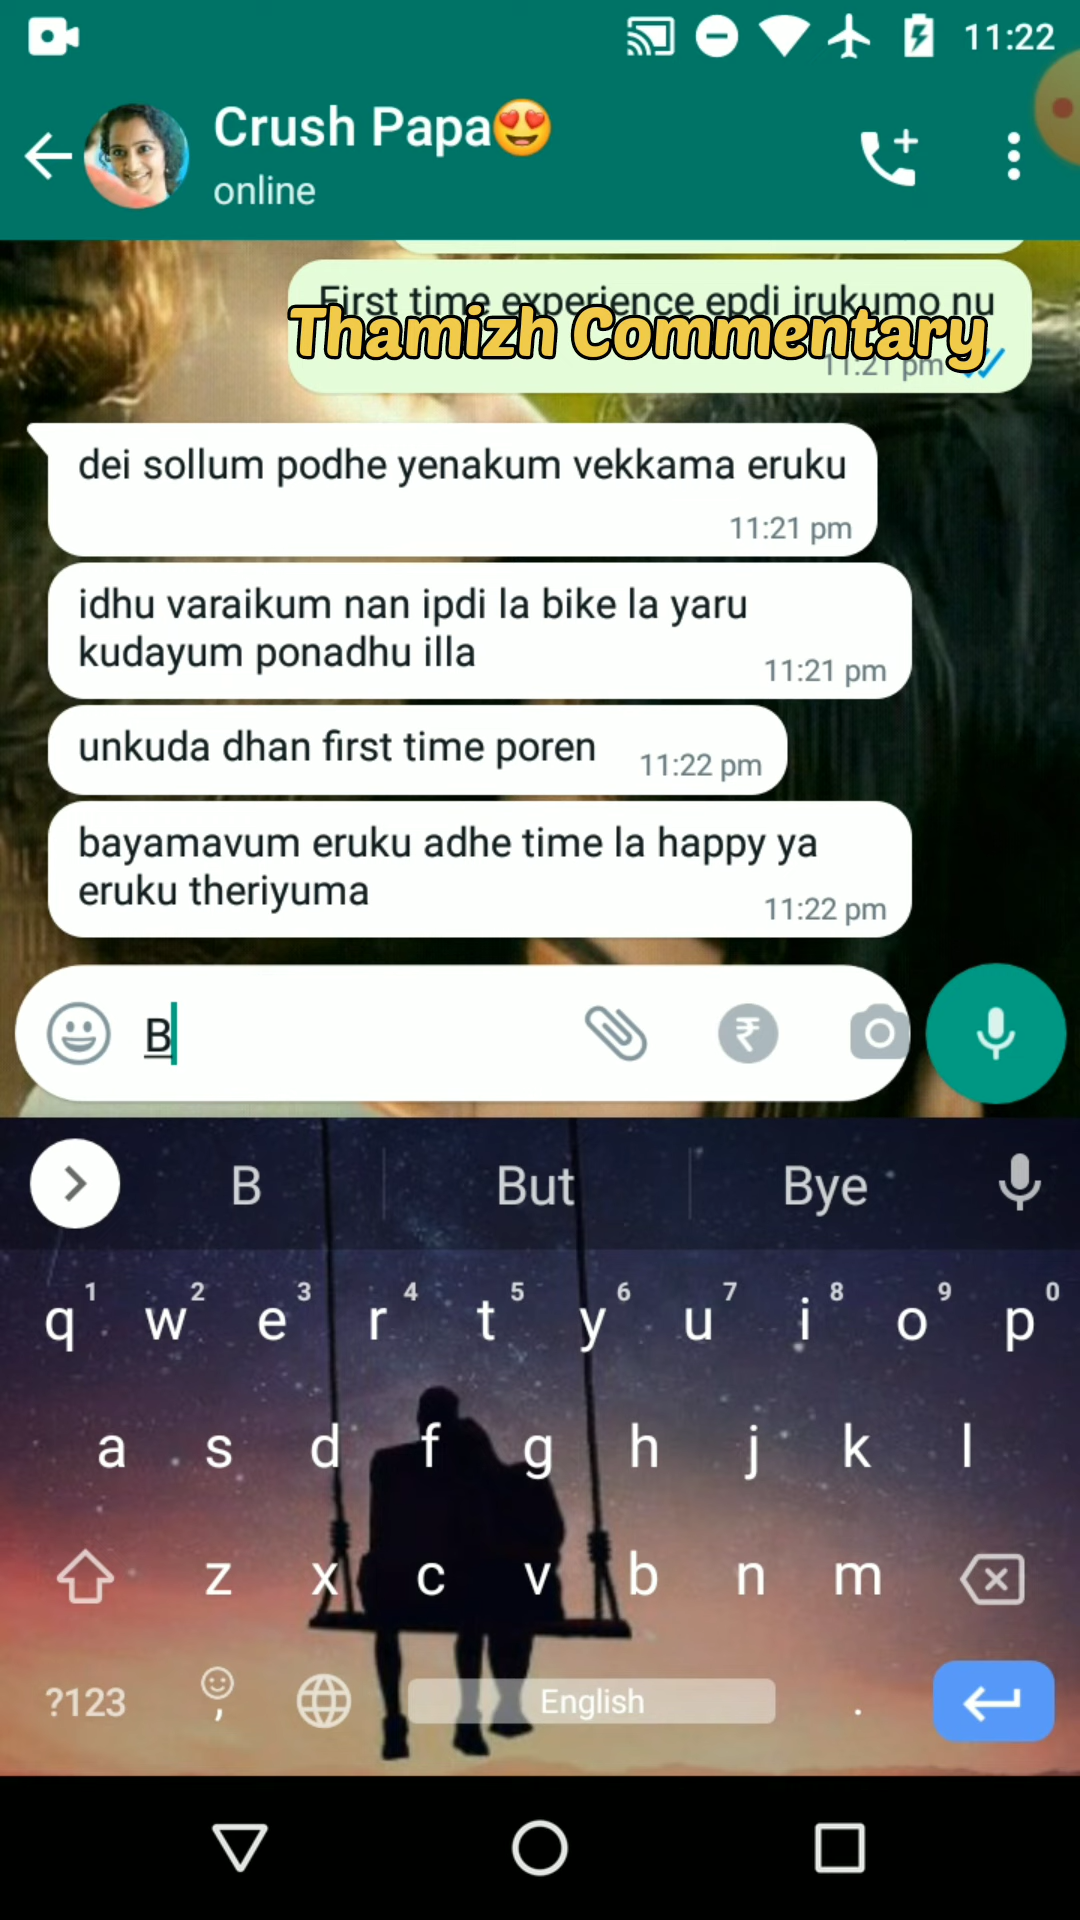 11:22
Crush Papa😍
online
First time experience epdi irukumo nu
Thamizh Commentary
11:21 pm
dei sollum podhe yenakum vekkama eruku
11:21 pm
idhu varaikum nan ipdi la bike la yaru
kudayum ponadhu illa
11:21 pm
unkuda dhan first time poren
11:22 pm
bayamavum eruku adhe time la happy ya
eruku theriyuma
11:22 pm
B
B But Bye
1 2 3 4 5 6 7 8 9 0
q w e r t y u i o p
a s d f g h j k l
z x c v b n m
?123 , English .